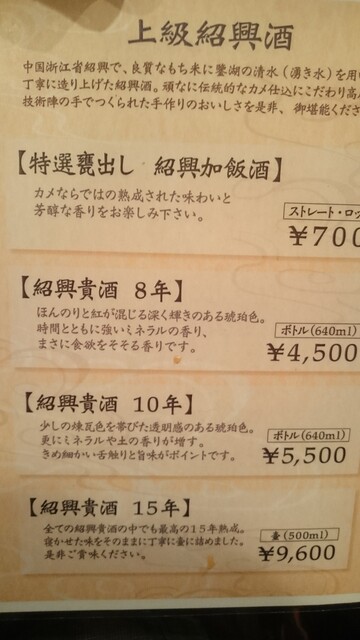 上級紹興酒
中国浙江省紹興で、良質なもち米に鑒湖の清水(湧き水)を用
丁寧に造り上げた紹興酒。頑なに伝統的なカメ仕込にこだわり高
技術陣の手でつくられた手作りのおいしさを是非、御堪能くださ
【特選甕出し 紹興加飯酒】
カメならではの熟成された味わいと
芳醇な香りをお楽しみ下さい。
ストレート・ロッ
¥700
【紹興貴酒 8年】
ほんのりと紅が混じる深く輝きのある琥珀色。
時間とともに強いミネラルの香り、
まさに食欲をそそる香りです。
ボトル(640ml)
¥4,500
【紹興貴酒 10年】
少しの煉瓦色を帯びた透明感のある琥珀色。
更にミネラルや土の香りが増す。
きめ細かい舌触りと旨味がポイントです。
ボトル(640ml)
¥5,500
【紹興貴酒 15年】
全ての紹興貴酒の中でも最高の15年熟成。
寝かせた味をそのままに丁寧に壷に詰めました。
是非ご賞味ください。
壷(500ml)
¥9,600